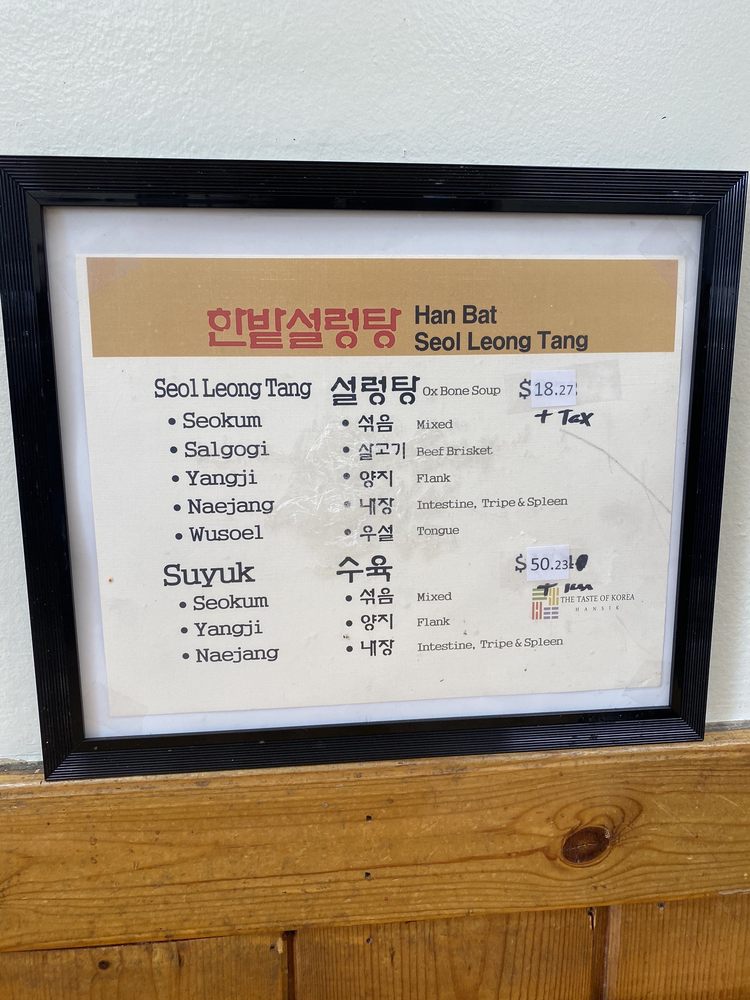 한밭설렁탕 Han Bat
Seol Leong Tang
Seol Leong Tang 설렁탕 Ox Bone Soup $18.27
+ Tax
• Seokum • 섞음 Mixed
• Salgogi • 살고기 Beef Brisket
• Yangji • 양지 Flank
• Naejang • 내장 Intestine, Tripe & Spleen
• Wusoel • 우설 Tongue
Suyuk 수육 $50.23
• Seokum • 섞음 Mixed
THE TASTE OF KOREA
HANSIK
• Yangji • 양지 Flank
• Naejang • 내장 Intestine, Tripe & Spleen